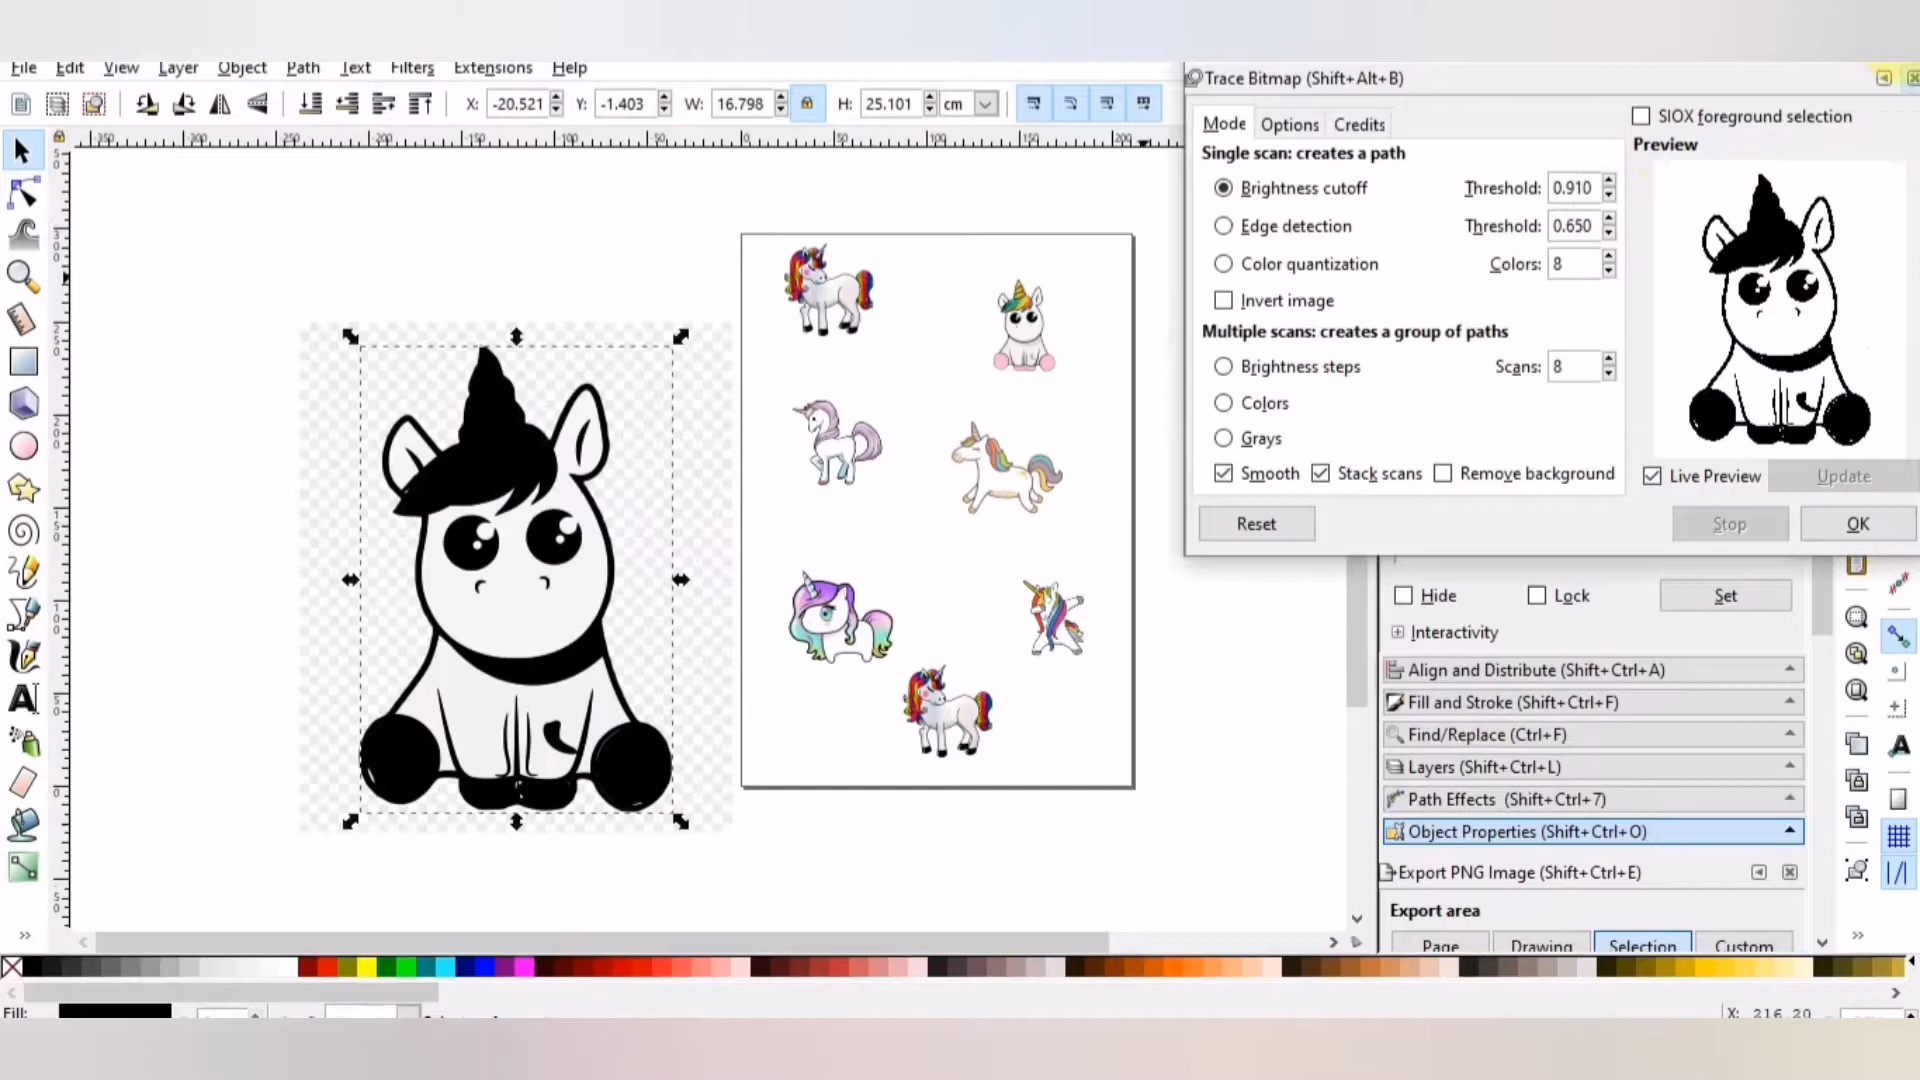 File Edit View Layer Object Path Text Filters Extensions Help
X: -20.521 Y: -1.403 W: 16.798 H: 25.101 cm
Trace Bitmap (Shift+Alt+B)
Mode Options Credits
SIOX foreground selection
Preview
Single scan: creates a path
Brightness cutoff Threshold: 0.910
Edge detection Threshold: 0.650
Color quantization Colors: 8
Invert image
Multiple scans: creates a group of paths
Brightness steps Scans: 8
Colors
Grays
Smooth Stack scans Remove background
Live Preview Update
Reset Stop OK
Hide Lock Set
Interactivity
Align and Distribute (Shift+Ctrl+A)
Fill and Stroke (Shift+Ctrl+F)
Find/Replace (Ctrl+F)
Layers (Shift+Ctrl+L)
Path Effects (Shift+Ctrl+7)
Object Properties (Shift+Ctrl+O)
Export PNG Image (Shift+Ctrl+E)
Export area
Page Drawing Selection Custom
Fill:
X: 216.20